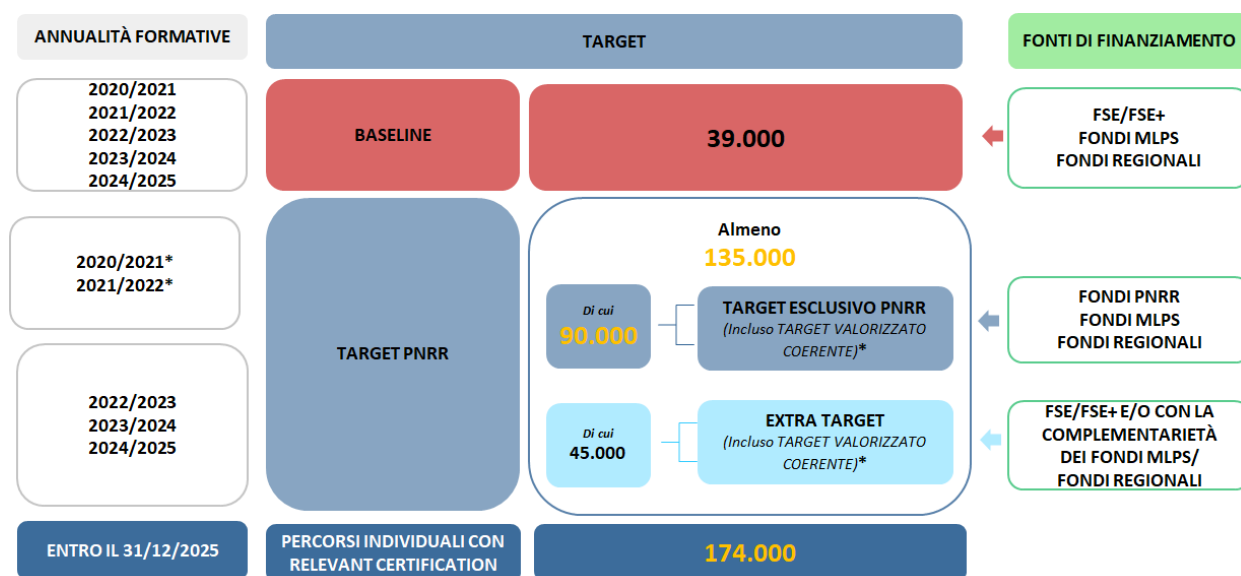 ANNUALITÀ FORMATIVE
TARGET
FONTI DI FINANZIAMENTO
2020/2021
2021/2022
2022/2023
2023/2024
2024/2025
BASELINE
39.000
FSE/FSE+
FONDI MLPS
FONDI REGIONALI
2020/2021*
2021/2022*
2022/2023
2023/2024
2024/2025
TARGET PNRR
Almeno
135.000
Di cui
90.000
TARGET ESCLUSIVO PNRR
(Incluso TARGET VALORIZZATO
COERENTE)*
FONDI PNRR
FONDI MLPS
FONDI REGIONALI
Di cui
45.000
EXTRA TARGET
(Incluso TARGET VALORIZZATO
COERENTE)*
FSE/FSE+ E/O CON LA
COMPLEMENTARIETÀ
DEI FONDI MLPS/
FONDI REGIONALI
ENTRO IL 31/12/2025
PERCORSI INDIVIDUALI CON
RELEVANT CERTIFICATION
174.000